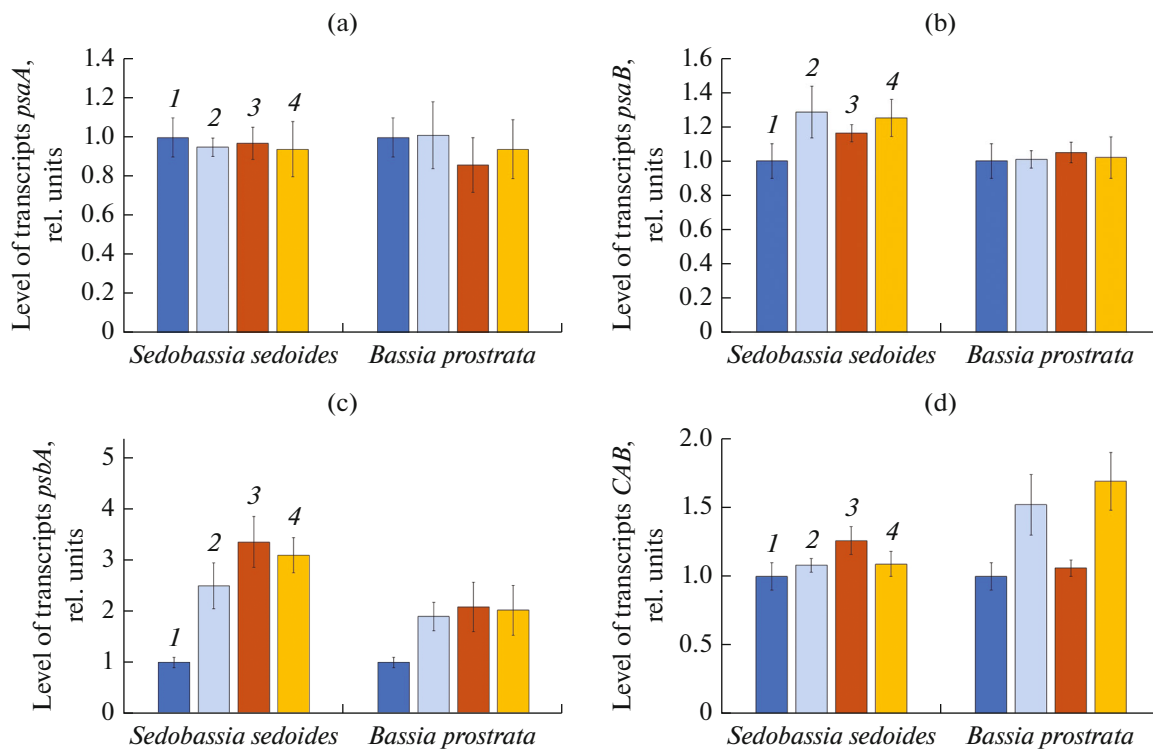 (a)
Level of transcripts psaA,
rel. units
1.4
1.2
1.0
0.8
0.6
0.4
0.2
0
1
2
3
4
Sedobassia sedoides
Bassia prostrata
(b)
Level of transcripts psaB,
rel. units
1.6
1.4
1.2
1.0
0.8
0.6
0.4
0.2
0
1
2
3
4
Sedobassia sedoides
Bassia prostrata
(c)
Level of transcripts psbA,
rel. units
5
4
3
2
1
0
1
2
3
4
Sedobassia sedoides
Bassia prostrata
(d)
Level of transcripts CAB,
rel. units
2.0
1.5
1.0
0.5
0
1
2
3
4
Sedobassia sedoides
Bassia prostrata